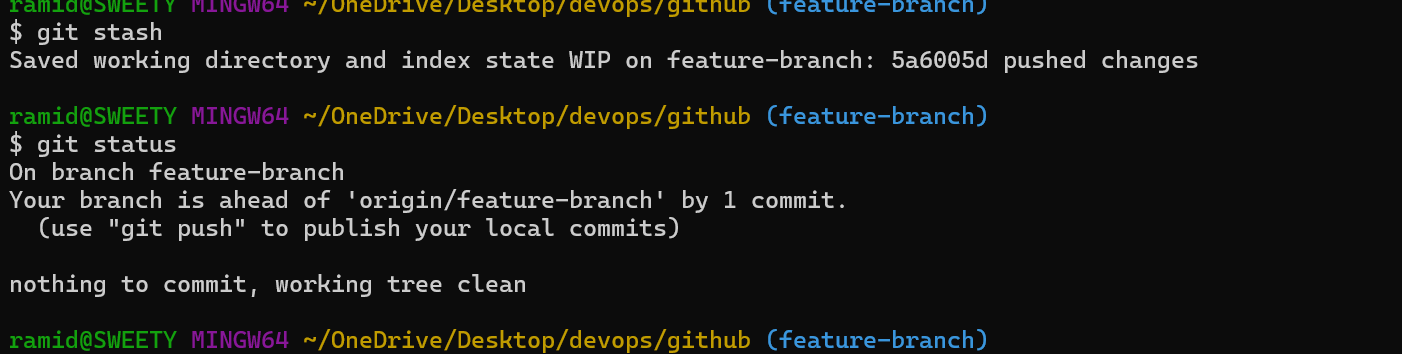 ramid@SWEETY MINGW64 ~/OneDrive/Desktop/devops/github (feature-branch)
$ git stash
Saved working directory and index state WIP on feature-branch: 5a6005d pushed changes
ramid@SWEETY MINGW64 ~/OneDrive/Desktop/devops/github (feature-branch)
$ git status
On branch feature-branch
Your branch is ahead of 'origin/feature-branch' by 1 commit.
  (use "git push" to publish your local commits)
nothing to commit, working tree clean
ramid@SWEETY MINGW64 ~/OneDrive/Desktop/devops/github (feature-branch)